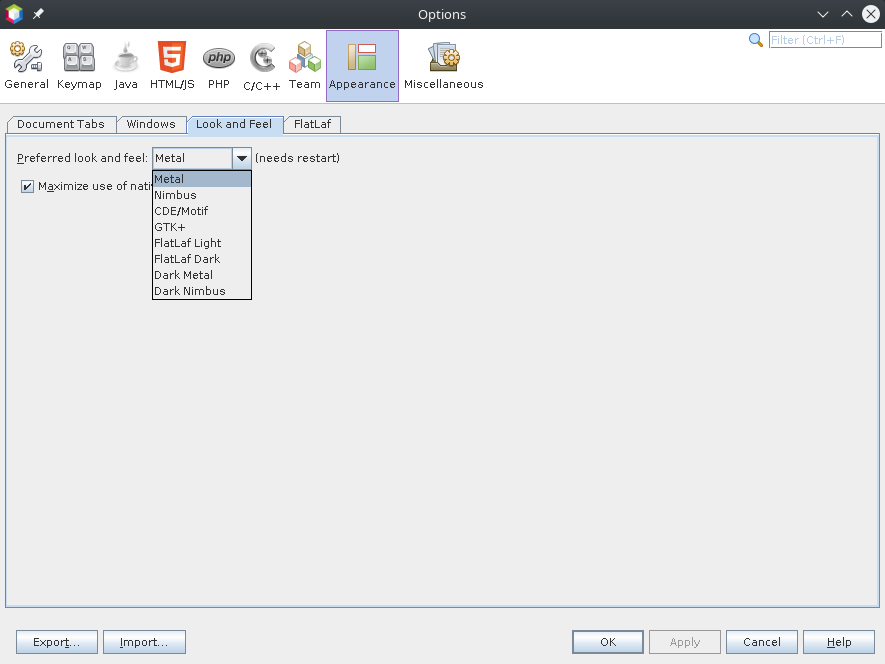 Options
General Keymap Java HTML/JS PHP C/C++ Team Appearance Miscellaneous
Filter (Ctrl+F)
Document Tabs Windows Look and Feel FlatLaf
Preferred look and feel: Metal (needs restart)
Maximize use of nati
Metal
Nimbus
CDE/Motif
GTK+
FlatLaf Light
FlatLaf Dark
Dark Metal
Dark Nimbus
Export... Import... OK Apply Cancel Help